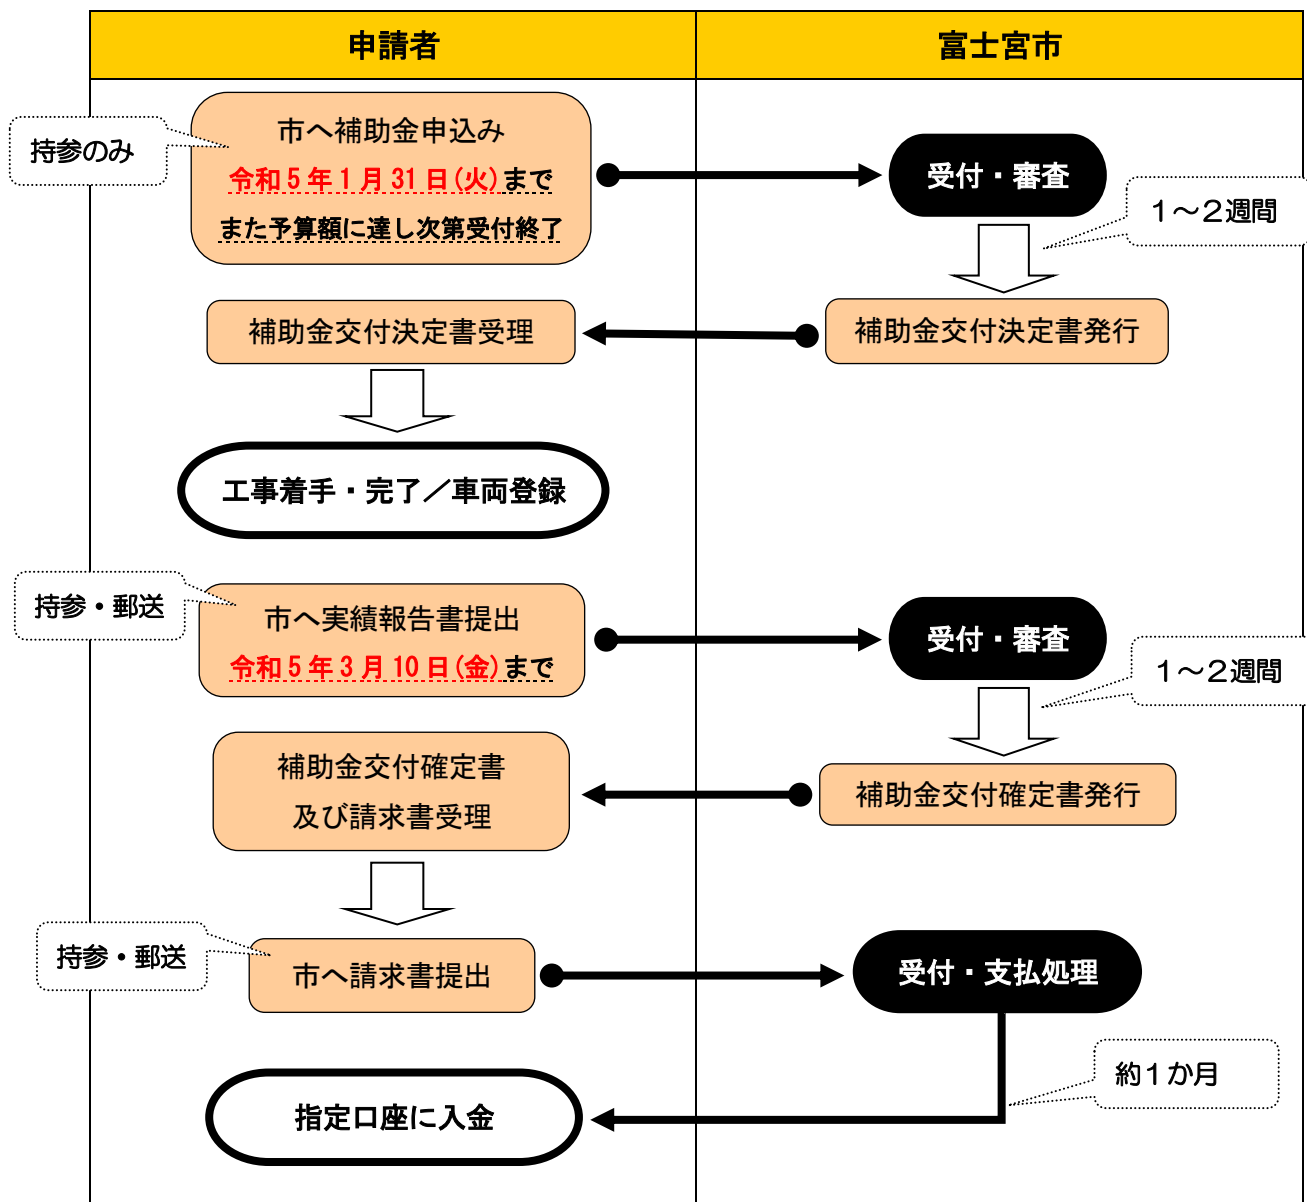 申請者
富士宮市
持参のみ
市へ補助金申込み
令和５年１月31日(火)まで
また予算額に達し次第受付終了
受付・審査
１～２週間
補助金交付決定書受理
補助金交付決定書発行
工事着手・完了／車両登録
持参・郵送
市へ実績報告書提出
令和５年３月10日(金)まで
受付・審査
１～２週間
補助金交付確定書
及び請求書受理
補助金交付確定書発行
持参・郵送
市へ請求書提出
受付・支払処理
約１か月
指定口座に入金